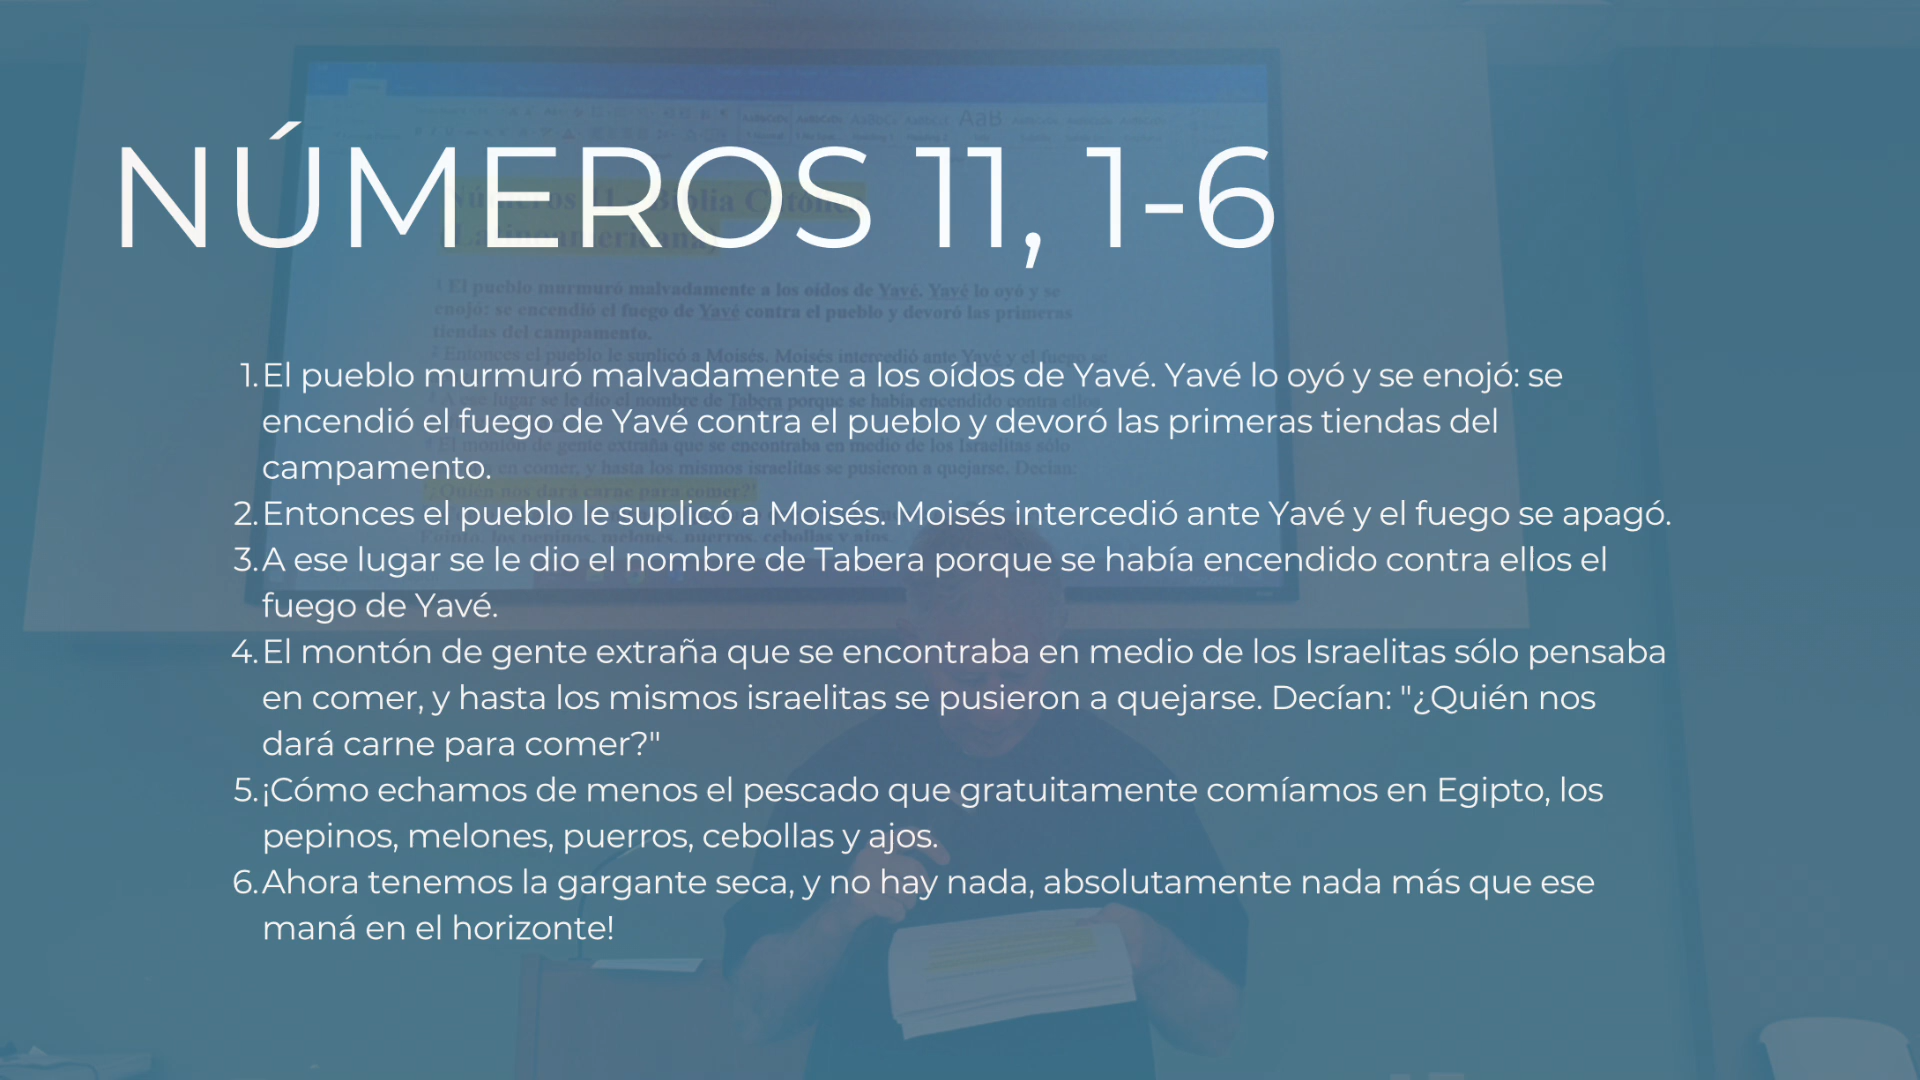 NÚMEROS 11, 1-6
1. El pueblo murmuró malvadamente a los oídos de Yavé. Yavé lo oyó y se enojó: se
encendió el fuego de Yavé contra el pueblo y devoró las primeras tiendas del
campamento.
2. Entonces el pueblo le suplicó a Moisés. Moisés intercedió ante Yavé y el fuego se apagó.
3. A ese lugar se le dio el nombre de Tabera porque se había encendido contra ellos el
fuego de Yavé.
4. El montón de gente extraña que se encontraba en medio de los Israelitas sólo pensaba
en comer, y hasta los mismos israelitas se pusieron a quejarse. Decían: "¿Quién nos
dará carne para comer?"
5. ¡Cómo echamos de menos el pescado que gratuitamente comíamos en Egipto, los
pepinos, melones, puerros, cebollas y ajos.
6. Ahora tenemos la gargante seca, y no hay nada, absolutamente nada más que ese
maná en el horizonte!